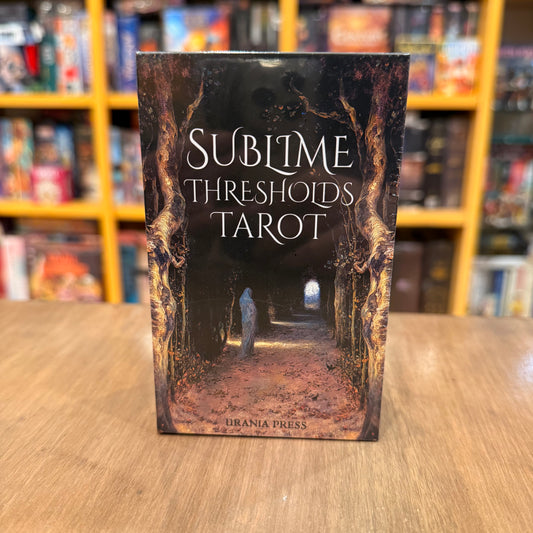 SUBLIME
THRESHOLDS
TAROT
URANIA PRESS